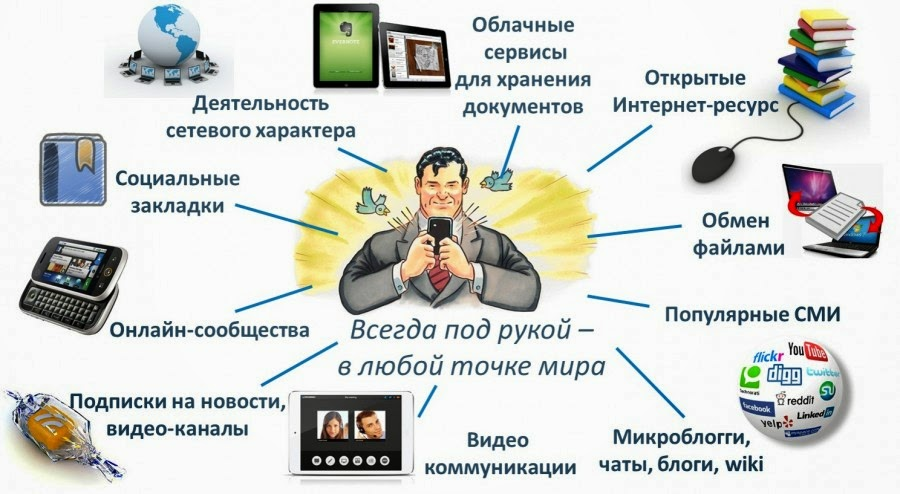 Облачные
сервисы
для хранения
документов
EVERNOTE
Деятельность
сетевого характера
Открытые
Интернет-ресурс
Социальные
закладки
Обмен
файлами
Онлайн-сообщества
Всегда под рукой –
в любой точке мира
Популярные СМИ
flickr
YouTube
digg
twitter
Technorati
reddit
facebook
LinkedIn
yelp
Подписки на новости,
видео-каналы
Видео
коммуникации
Микроблогги,
чаты, блоги, wiki